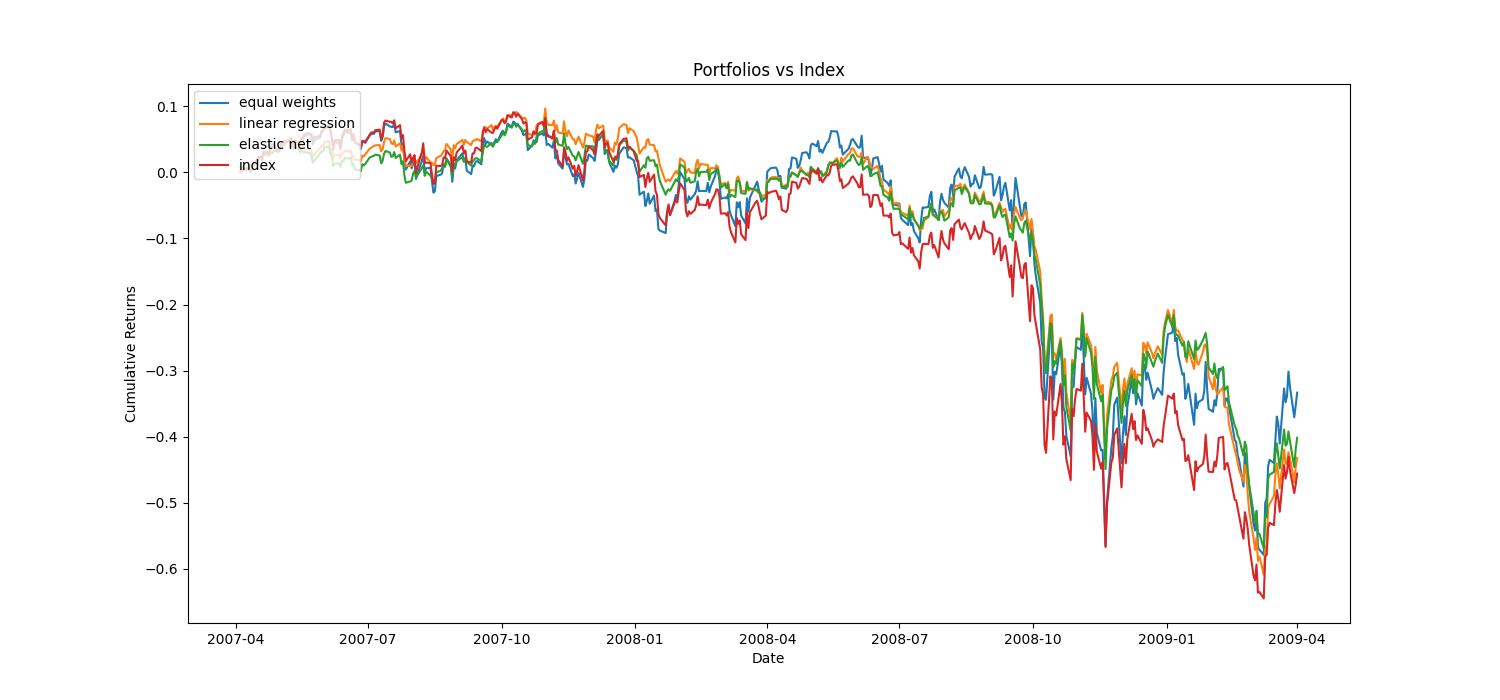 Portfolios vs Index
equal weights
linear regression
elastic net
index
Cumulative Returns
0.1
0.0
−0.1
−0.2
−0.3
−0.4
−0.5
−0.6
2007-04 2007-07 2007-10 2008-01 2008-04 2008-07 2008-10 2009-01 2009-04
Date